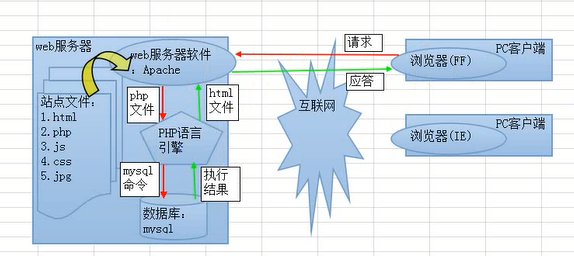 web服务器
web服务器软件
：Apache
请求
应答
PC客户端
浏览器(FF)
互联网
PC客户端
浏览器(IE)
站点文件：
1.html
2.php
3.js
4.css
5.jpg
php
文件
html
文件
PHP语言
引擎
mysql
命令
执行
结果
数据库：
mysql